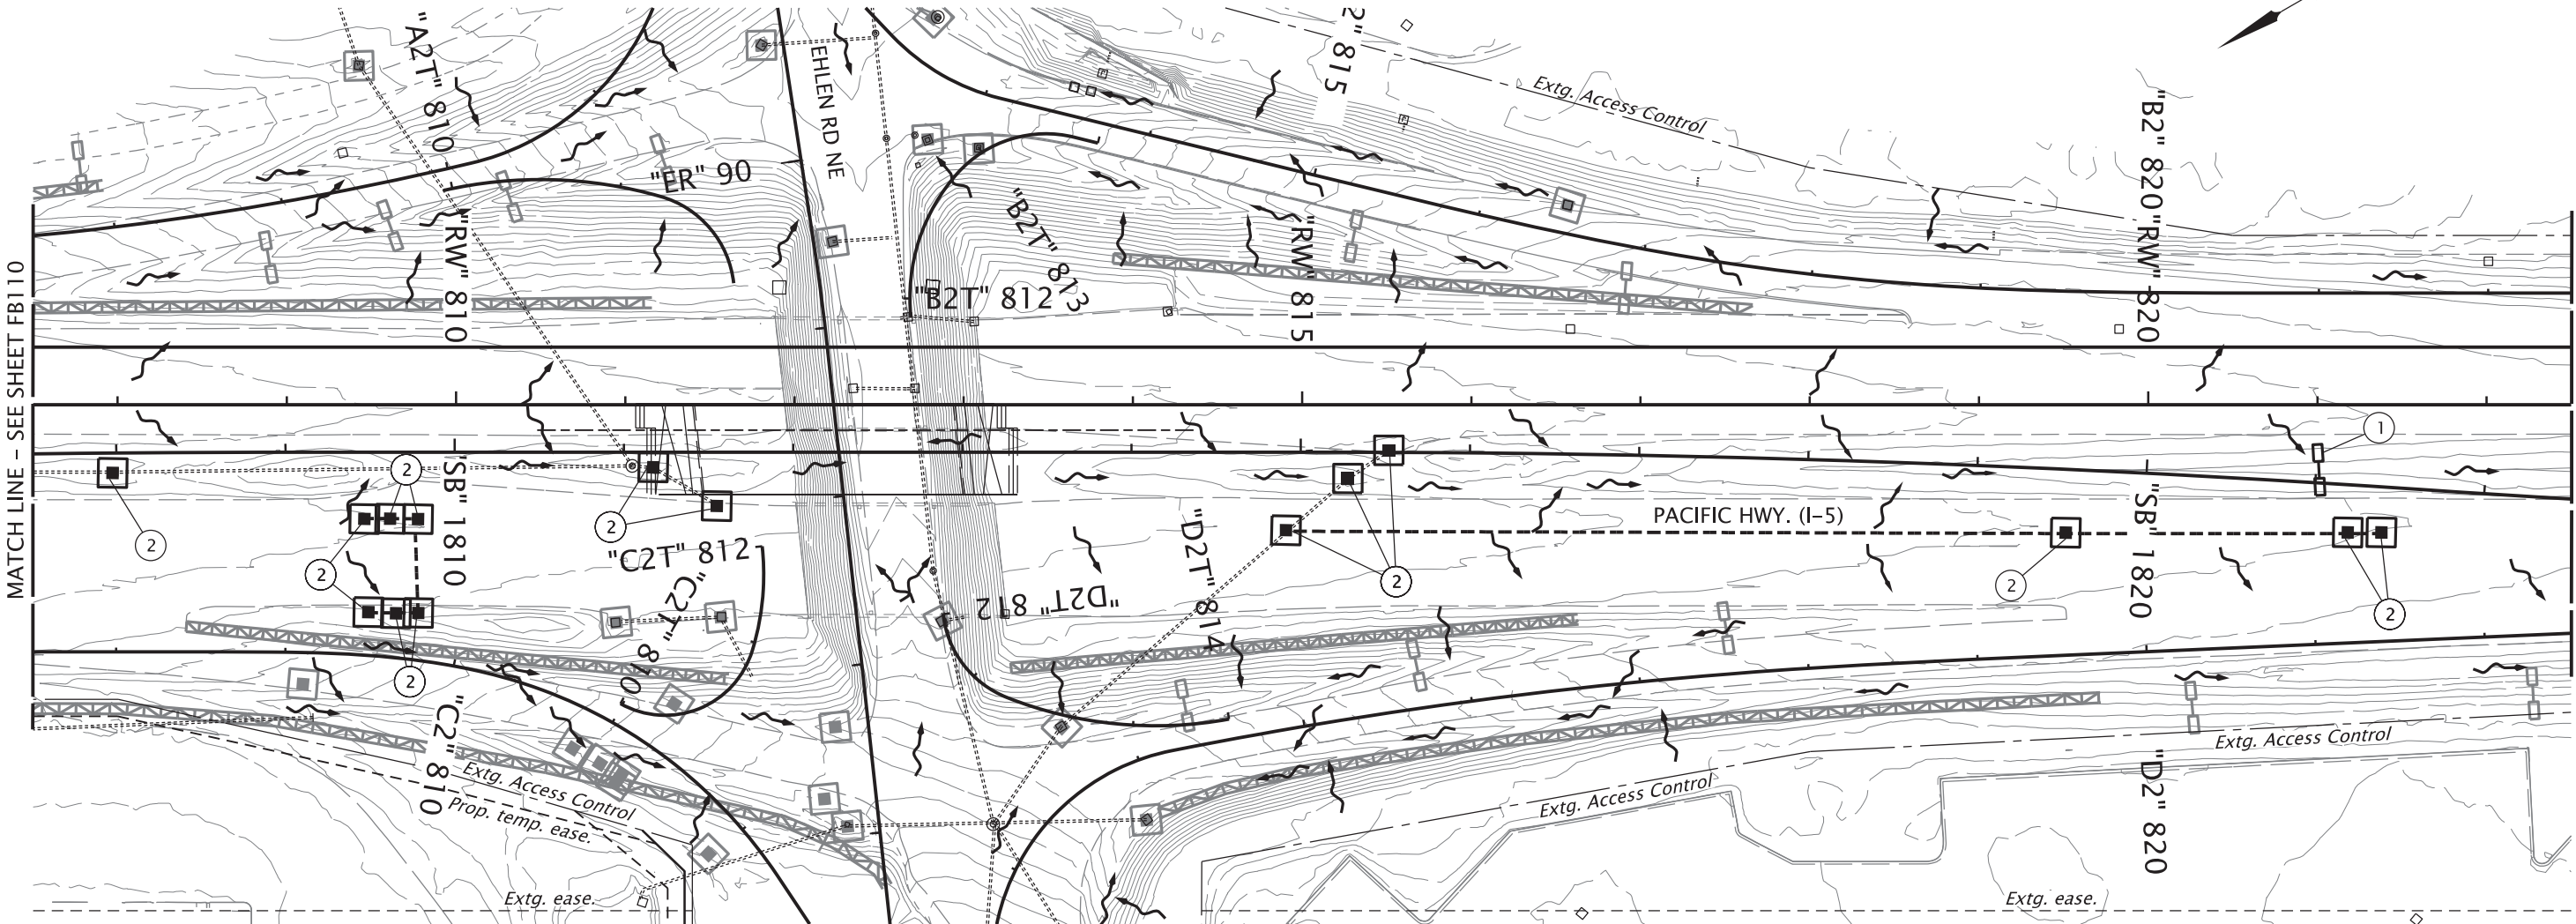 MATCH LINE - SEE SHEET FB110
"A2T" 810
EHLEN RD NE
2" 815
Extg. Access Control
"B2" 820
"ER" 90
"RW" 810
"B2T" 813
"B2T" 812
"RW" 815
"RW" 820
1
2
2
2
2
2
2
2
2
2
"SB" 1810
"C2T" 812
"C2T" 810
"D2T" 812
"D2T" 814
PACIFIC HWY. (I-5)
"SB" 1820
"C2" 810
Extg. Access Control
Prop. temp. ease.
Extg. ease.
Extg. Access Control
Extg. Access Control
"D2" 820
Extg. ease.